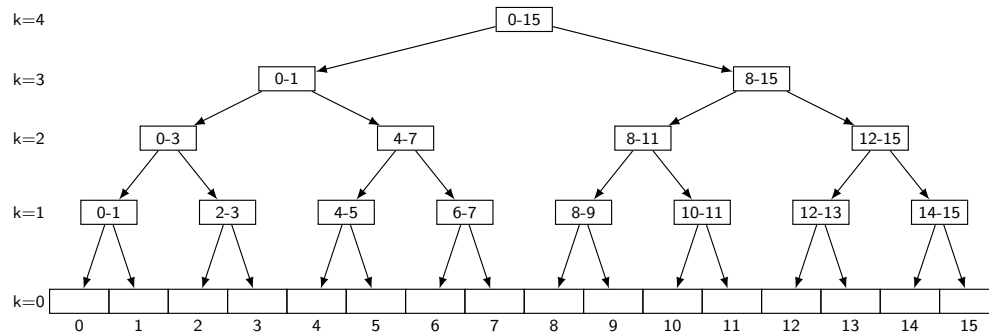 k=4 0-15
k=3 0-1 8-15
k=2 0-3 4-7 8-11 12-15
k=1 0-1 2-3 4-5 6-7 8-9 10-11 12-13 14-15
k=0
0 1 2 3 4 5 6 7 8 9 10 11 12 13 14 15